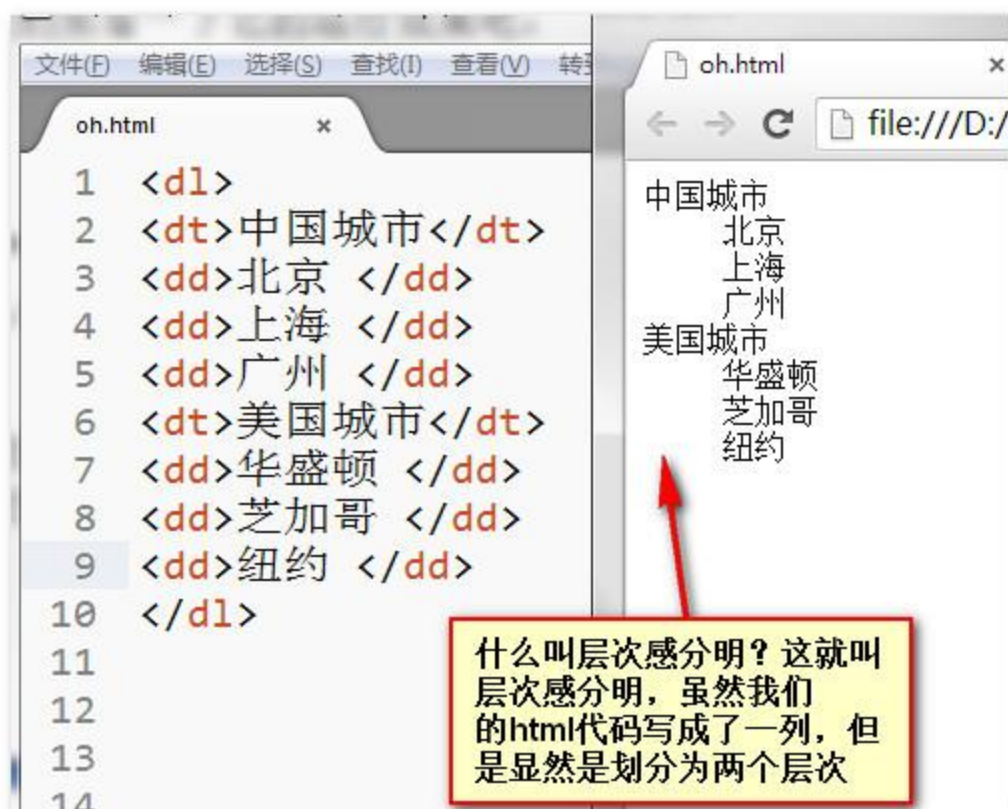 文件(F) 编辑(E) 选择(S) 查找(I) 查看(V)
oh.html ×
1 <dl>
2 <dt>中国城市</dt>
3 <dd>北京 </dd>
4 <dd>上海 </dd>
5 <dd>广州 </dd>
6 <dt>美国城市</dt>
7 <dd>华盛顿 </dd>
8 <dd>芝加哥 </dd>
9 <dd>纽约 </dd>
10 </dl>
11
12
13
14
oh.html ×
file:///D:/
中国城市
北京
上海
广州
美国城市
华盛顿
芝加哥
纽约
什么叫层次感分明？这就叫
层次感分明，虽然我们
的html代码写成了一列，但
是显然是划分为两个层次